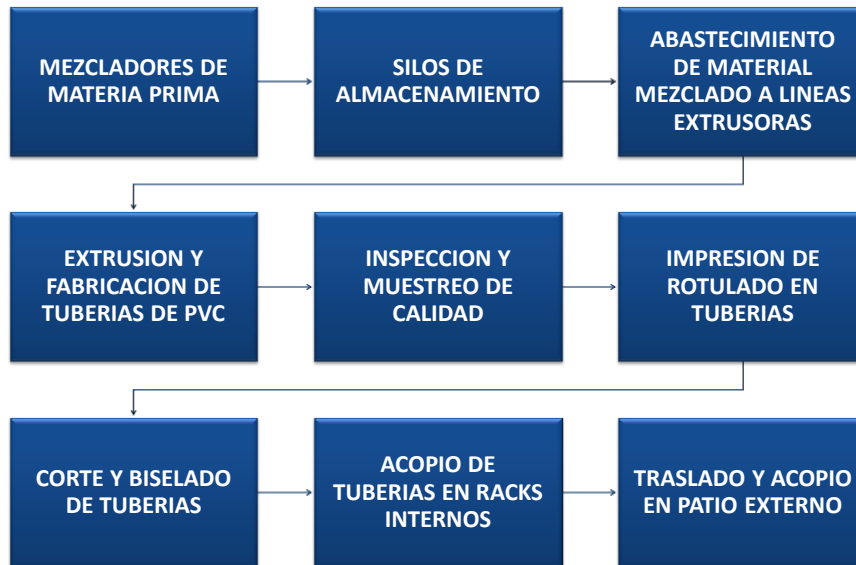 MEZCLADORES DE
MATERIA PRIMA
SILOS DE
ALMACENAMIENTO
ABASTECIMIENTO
DE MATERIAL
MEZCLADO A LINEAS
EXTRUSORAS
EXTRUSION Y
FABRICACION DE
TUBERIAS DE PVC
INSPECCION Y
MUESTREO DE
CALIDAD
IMPRESION DE
ROTULADO EN
TUBERIAS
CORTE Y BISELADO
DE TUBERIAS
ACOPIO DE
TUBERIAS EN RACKS
INTERNOS
TRASLADO Y ACOPIO
EN PATIO EXTERNO